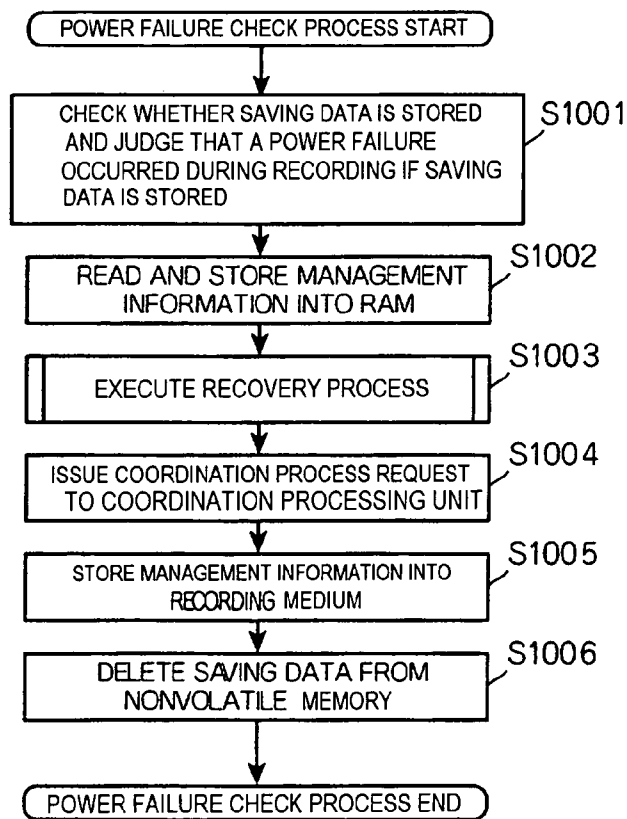 POWER FAILURE CHECK PROCESS START
CHECK WHETHER SAVING DATA IS STORED
AND JUDGE THAT A POWER FAILURE
OCCURRED DURING RECORDING IF SAVING
DATA IS STORED.
S1001
READ AND STORE MANAGEMENT
INFORMATION INTO RAM
S1002
EXECUTE RECOVERY PROCESS
S1003
ISSUE COORDINATION PROCESS REQUEST
TO COORDINATION PROCESSING UNIT
S1004
STORE MANAGEMENT INFORMATION INTO
RECORDING MEDIUM
S1005
DELETE SAVING DATA FROM
NONVOLATILE MEMORY
S1006
POWER FAILURE CHECK PROCESS END